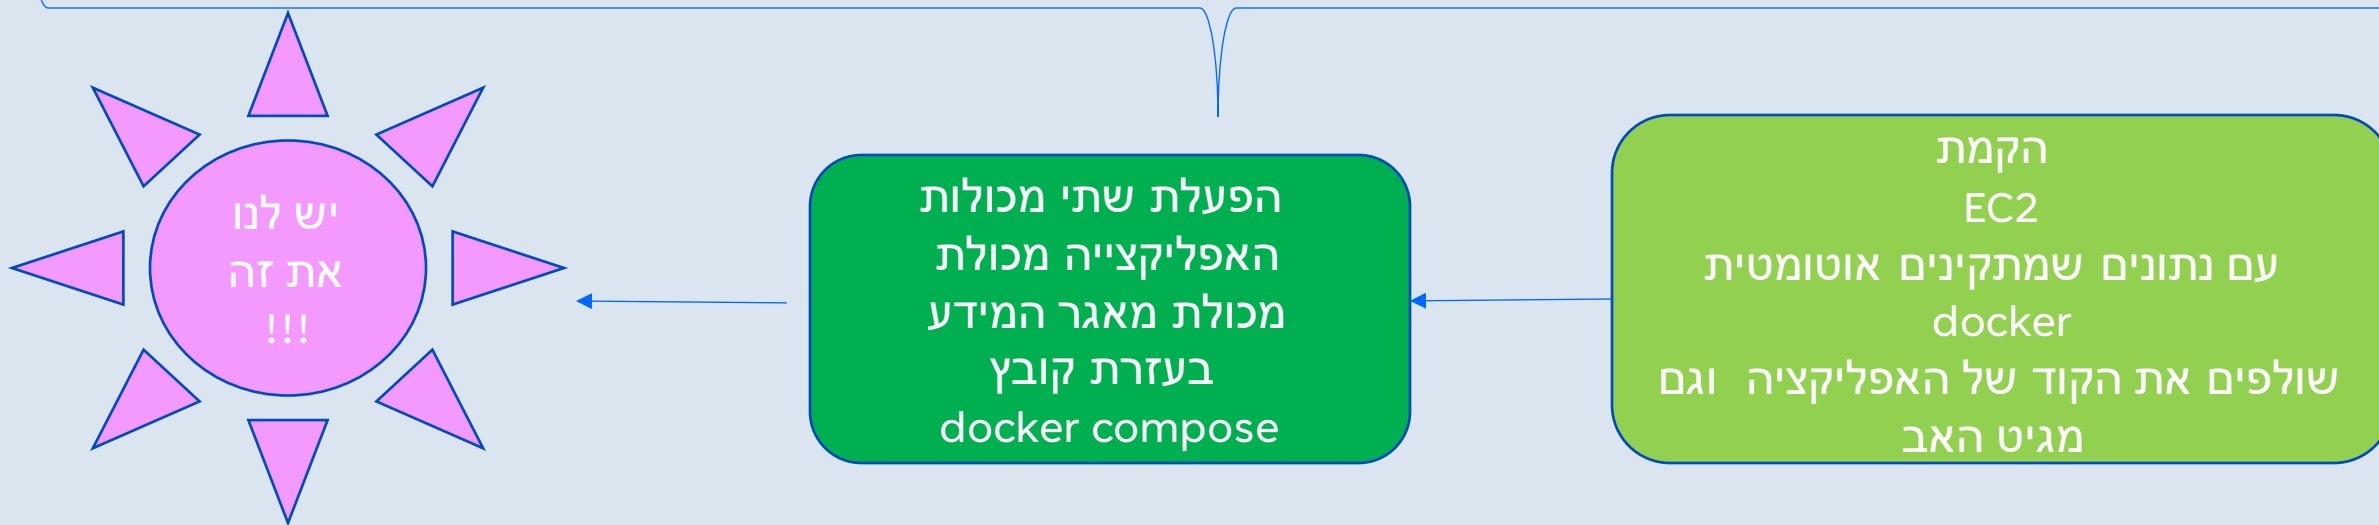 הקמת
EC2
עם נתונים שמתקינים אוטומטית
docker
שולפים את הקוד של האפליקציה וגם
מגיט האב
הפעלת שתי מכולות
האפליקצייה מכולת
מכולת מאגר המידע
בעזרת קובץ
docker compose
יש לנו
את זה
!!!